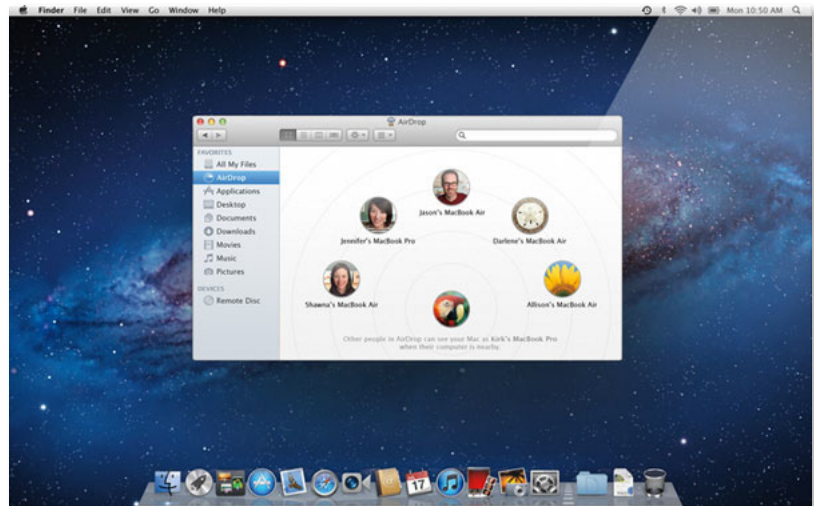 Finder File Edit View Go Window Help
Mon 10:50 AM
AirDrop
FAVORITES
All My Files
AirDrop
Applications
Desktop
Documents
Downloads
Movies
Music
Pictures
DEVICES
Remote Disc
Jason's MacBook Air
Jennifer's MacBook Pro
Darlene's MacBook Air
Shawna's MacBook Air
Allison's MacBook Air
Other people in AirDrop can see your Mac as Kirk's MacBook Pro
when their computer is nearby.
17